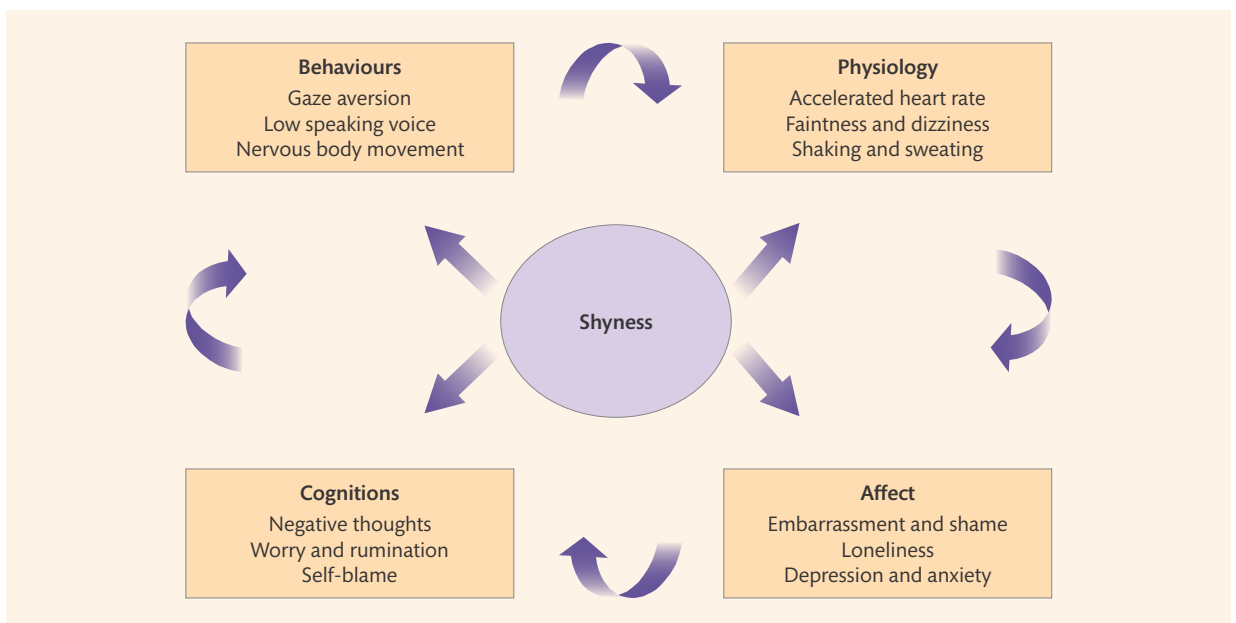 Behaviours
Gaze aversion
Low speaking voice
Nervous body movement
Physiology
Accelerated heart rate
Faintness and dizziness
Shaking and sweating
Shyness
Cognitions
Negative thoughts
Worry and rumination
Self-blame
Affect
Embarrassment and shame
Loneliness
Depression and anxiety